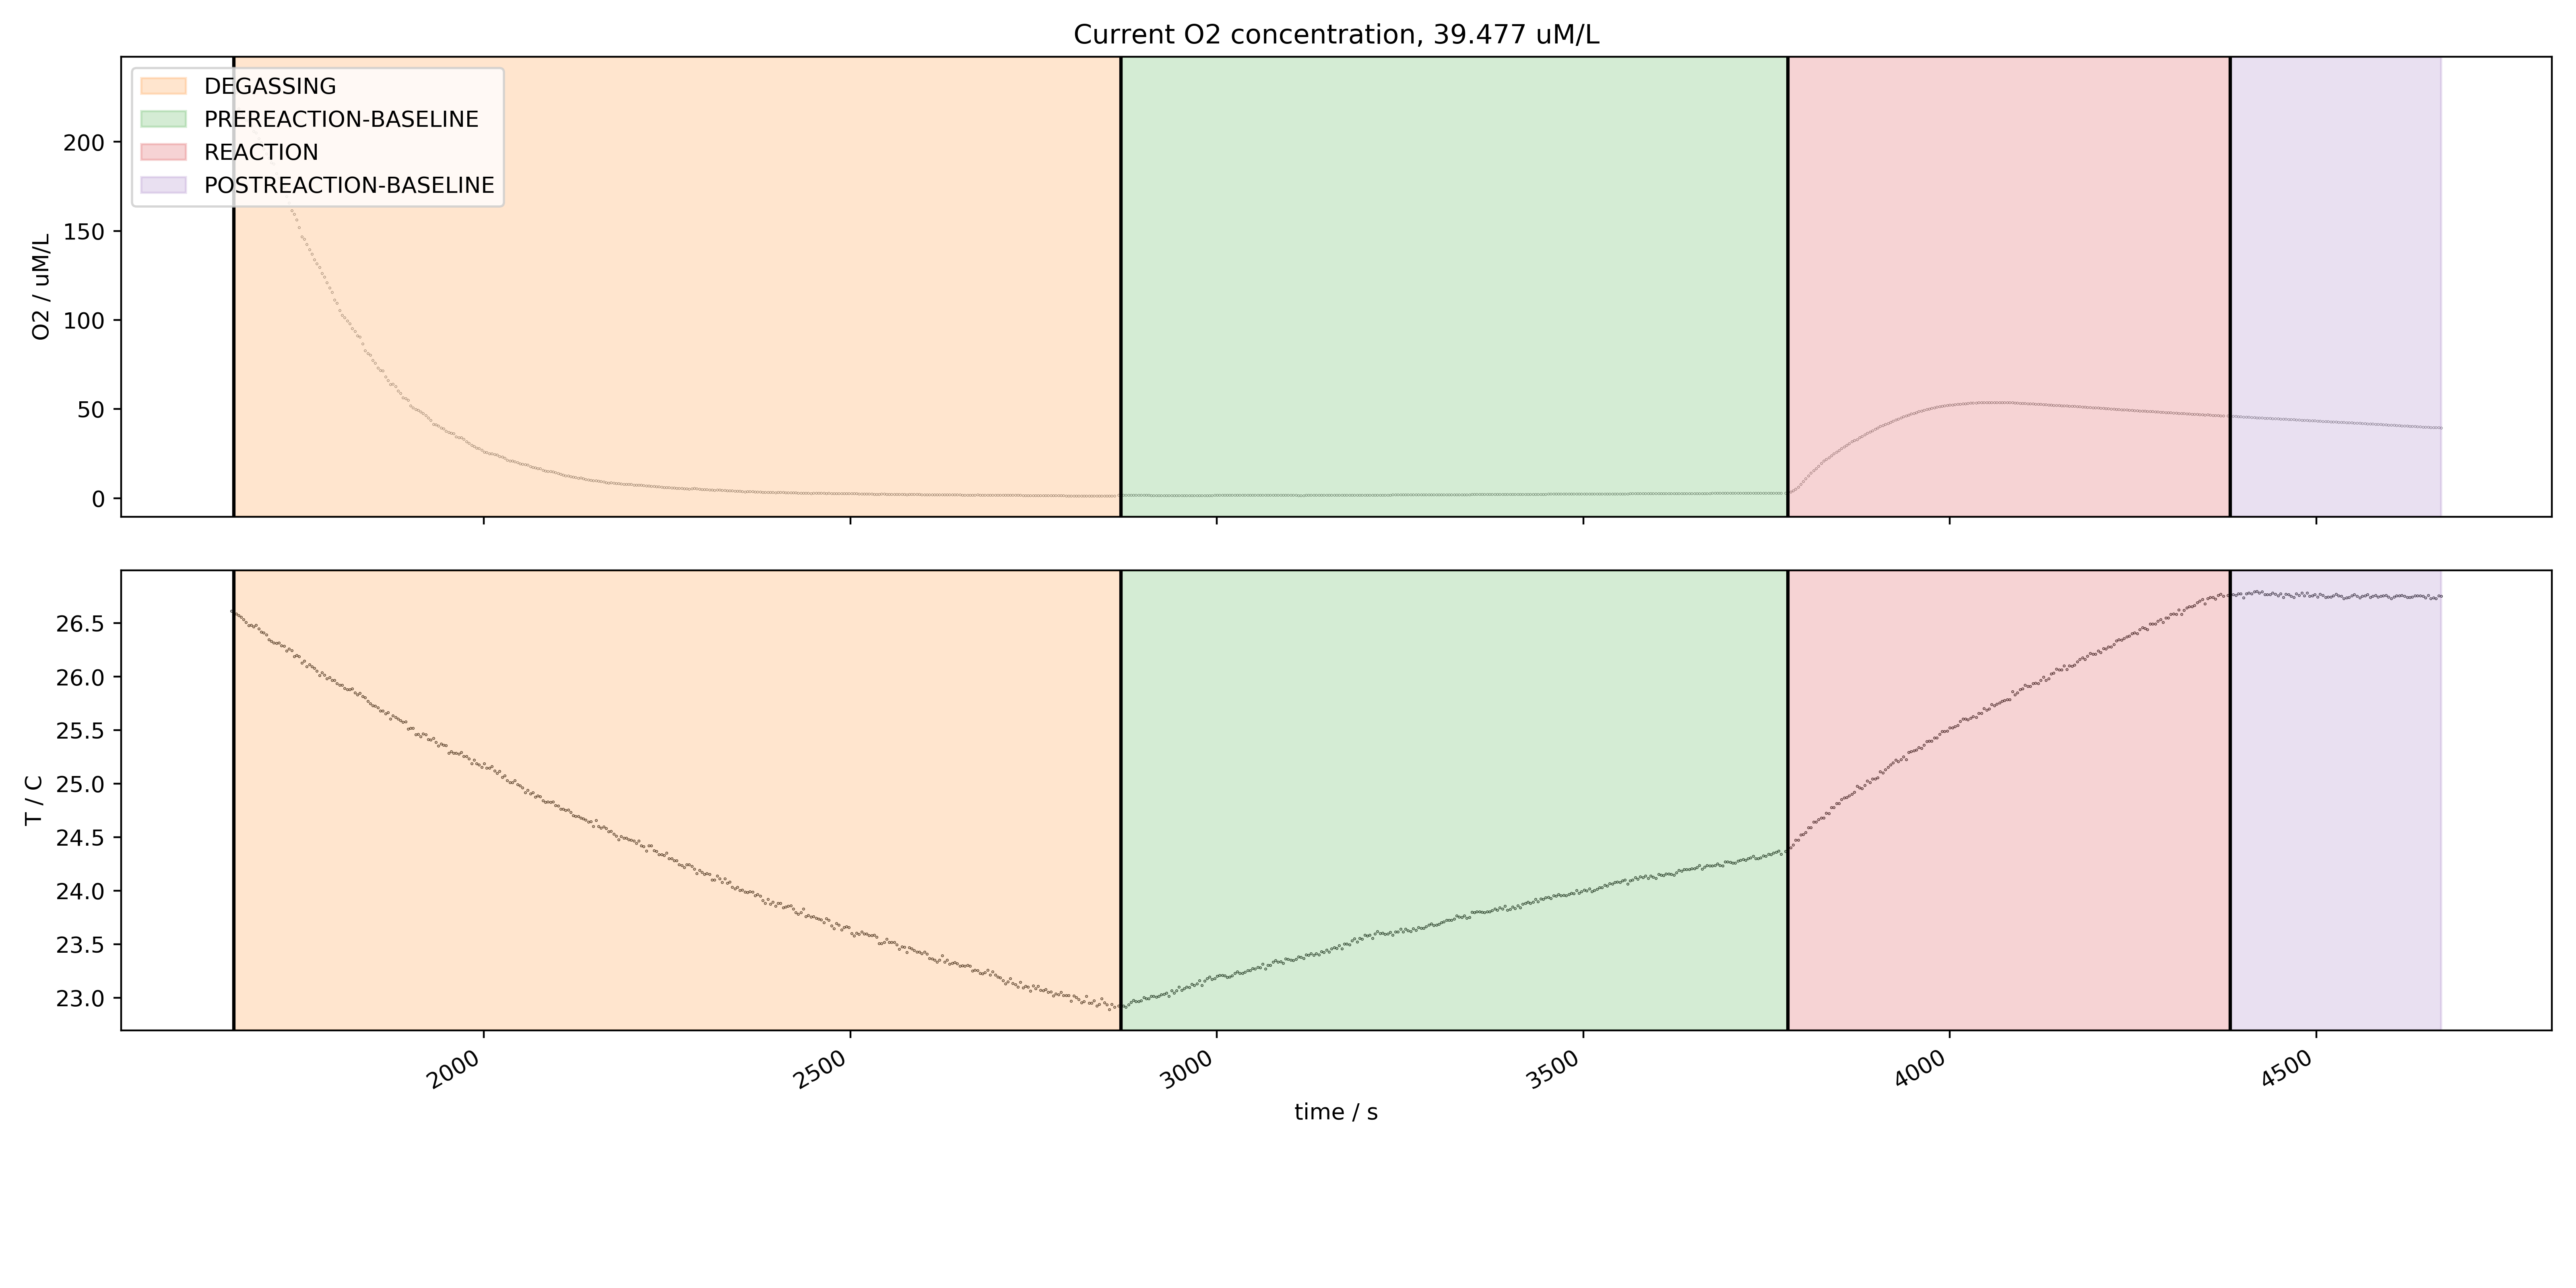 Current O2 concentration, 39.477 uM/L
DEGASSING
PREREACTION-BASELINE
REACTION
POSTREACTION-BASELINE
200
150
100
50
0
O2 / uM/L
26.5
26.0
25.5
25.0
24.5
24.0
23.5
23.0
T / C
2000
2500
3000
3500
4000
4500
time / s